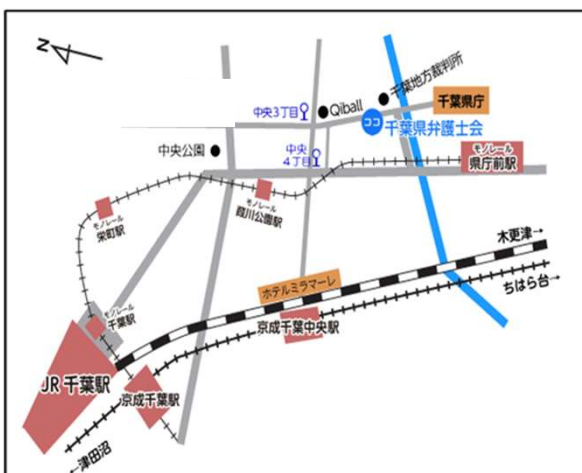 N
千葉地方裁判所
中央3丁目
Qiball
千葉県庁
ココ
千葉県弁護士会
中央公園
中央
4丁目
モノレール
県庁前駅
モノレール
葭川公園駅
モノレール
栄町駅
木更津→
ちはら台→
ホテルミラマーレ
モノレール
千葉駅
京成千葉中央駅
JR 千葉駅
京成千葉駅
←津田沼